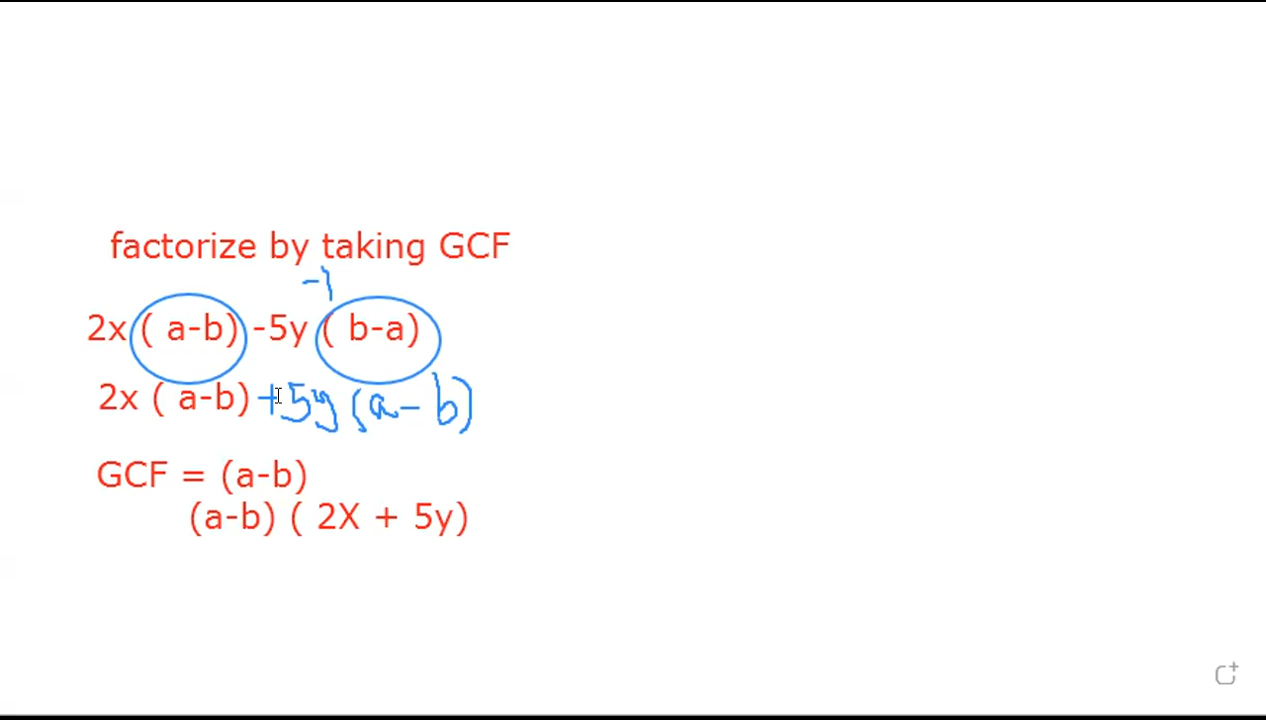 factorize by taking GCF
-1
2x ( a-b) -5y ( b-a)
2x ( a-b) +5y (a-b)
GCF = (a-b)
(a-b) ( 2X + 5y)